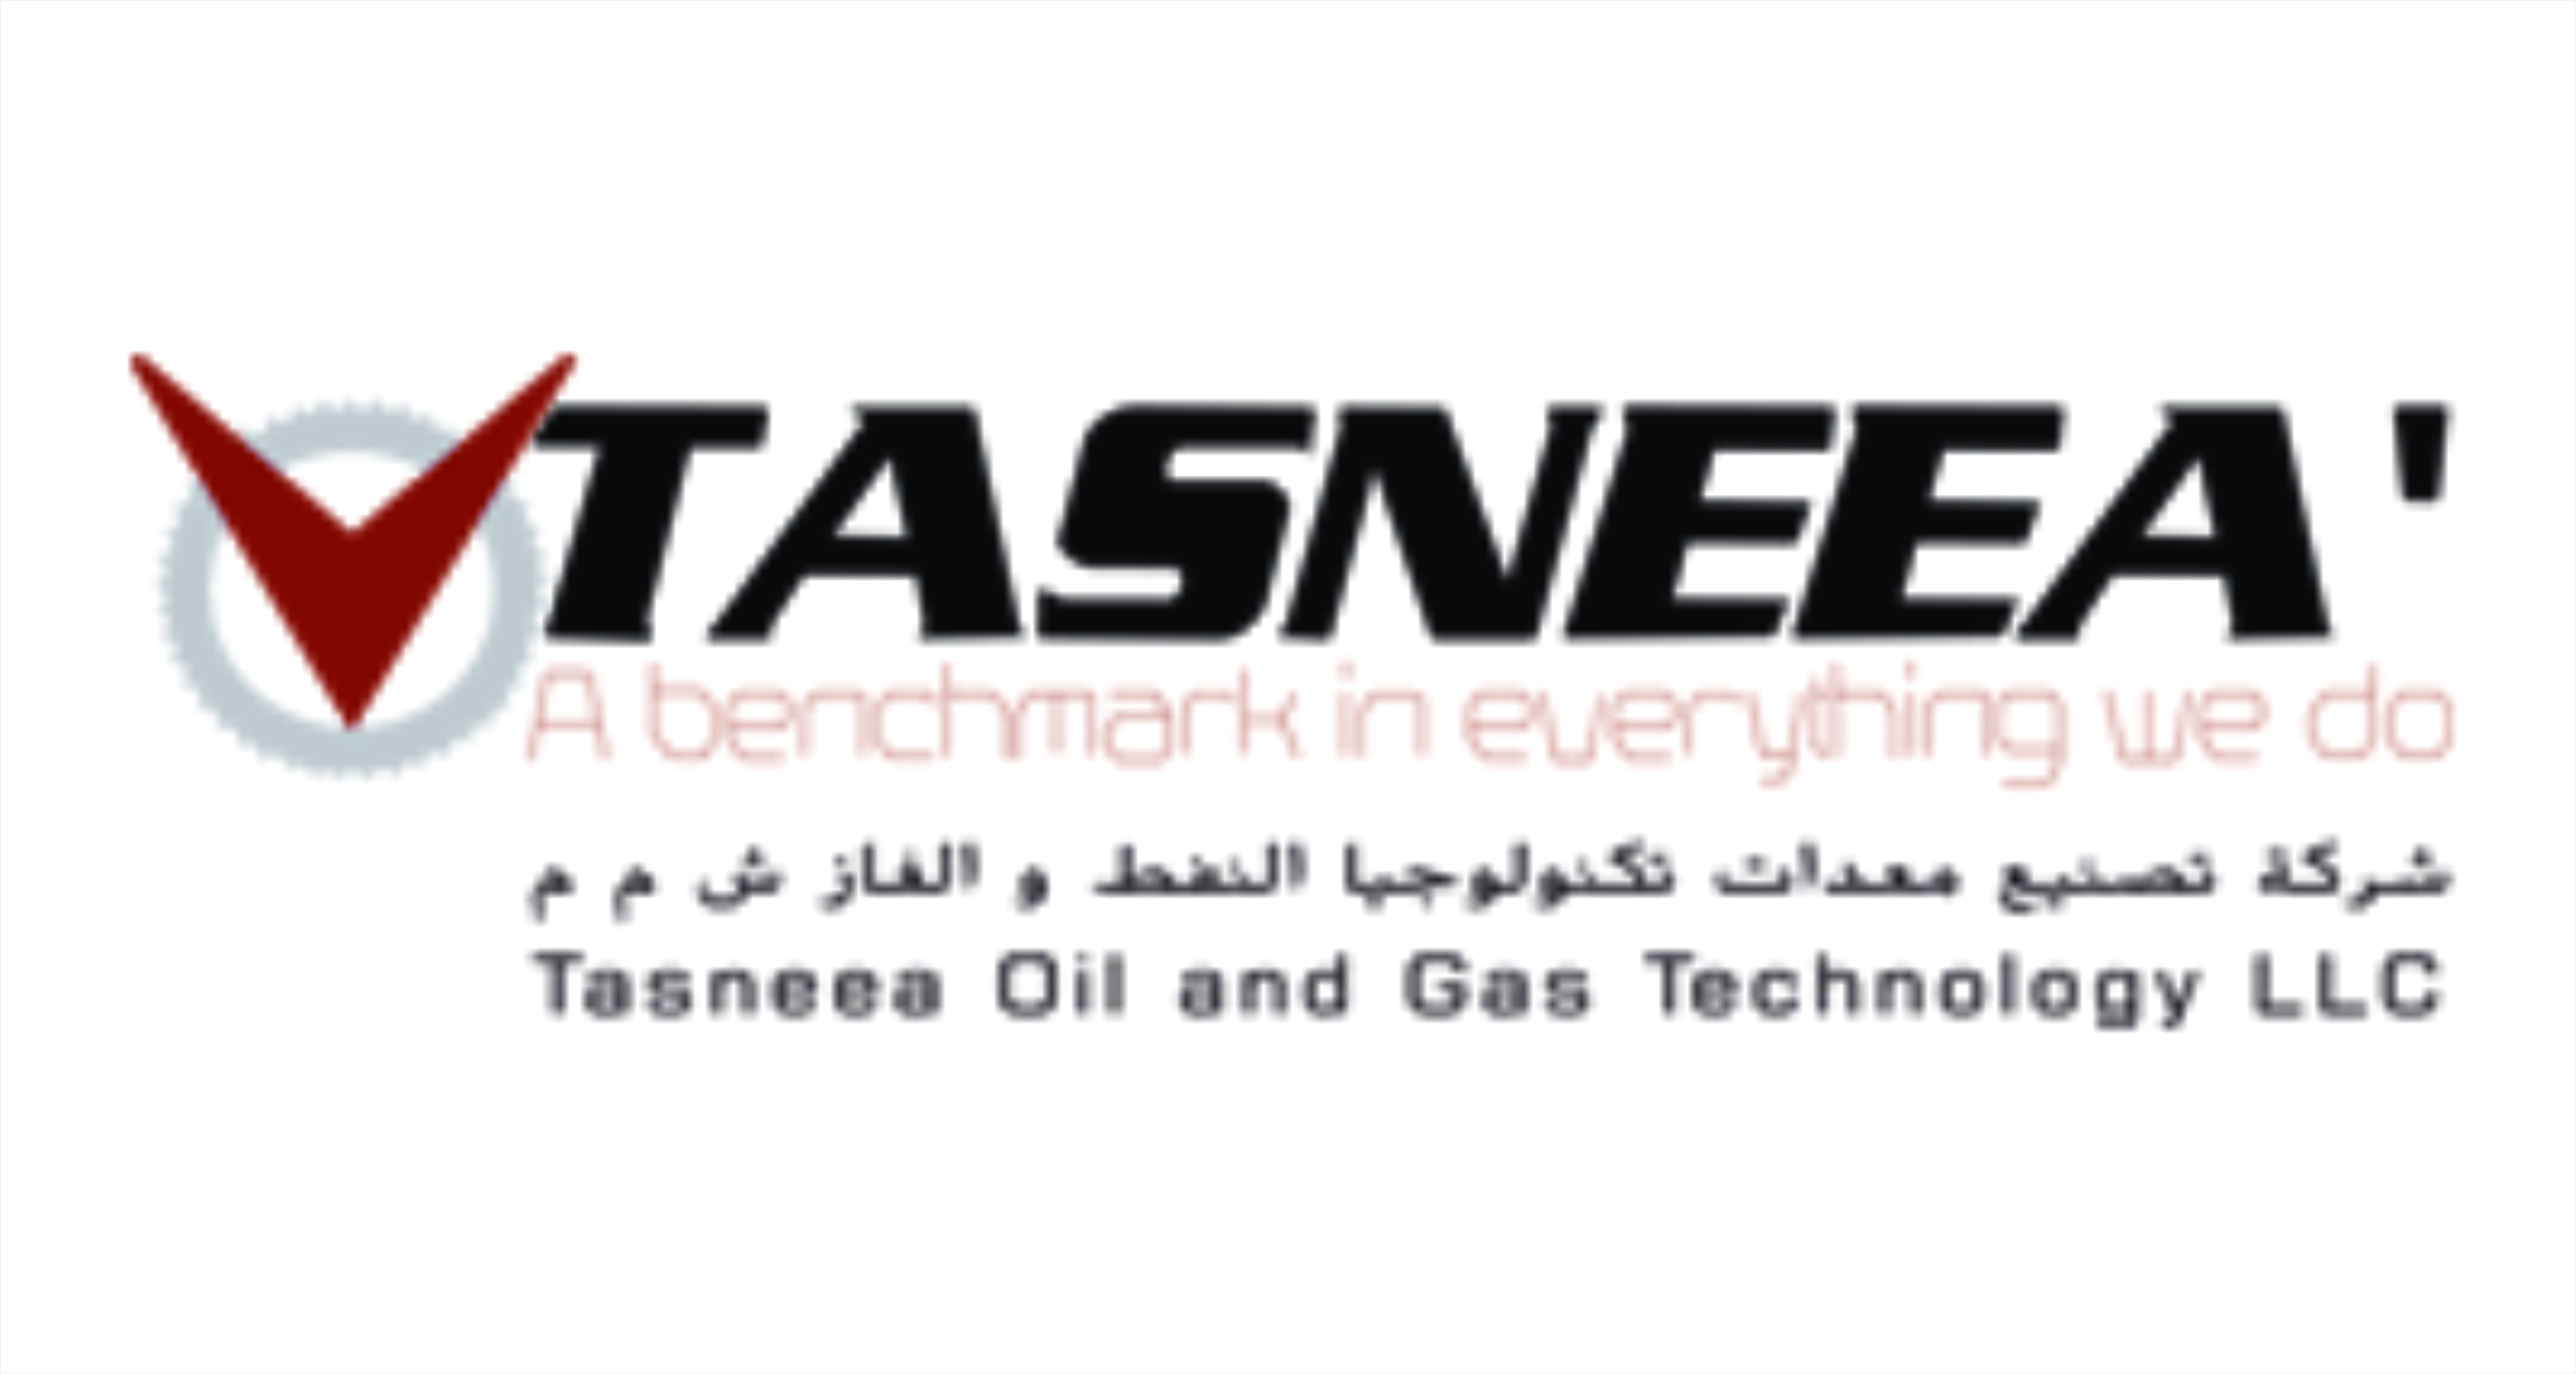 TASNEEA'
A benchmark in everything we do
شركة تصنيع معدات تكنولوجيا النفط و الغاز ش م م
Tasneea Oil and Gas Technology LLC